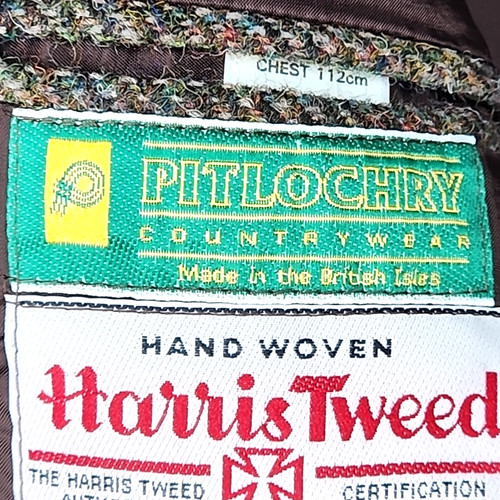 CHEST 112cm
PITLOCHRY
COUNTRYWEAR
Made in the British Isles
HAND WOVEN
Harris Tweed
THE HARRIS TWEED CERTIFICATION